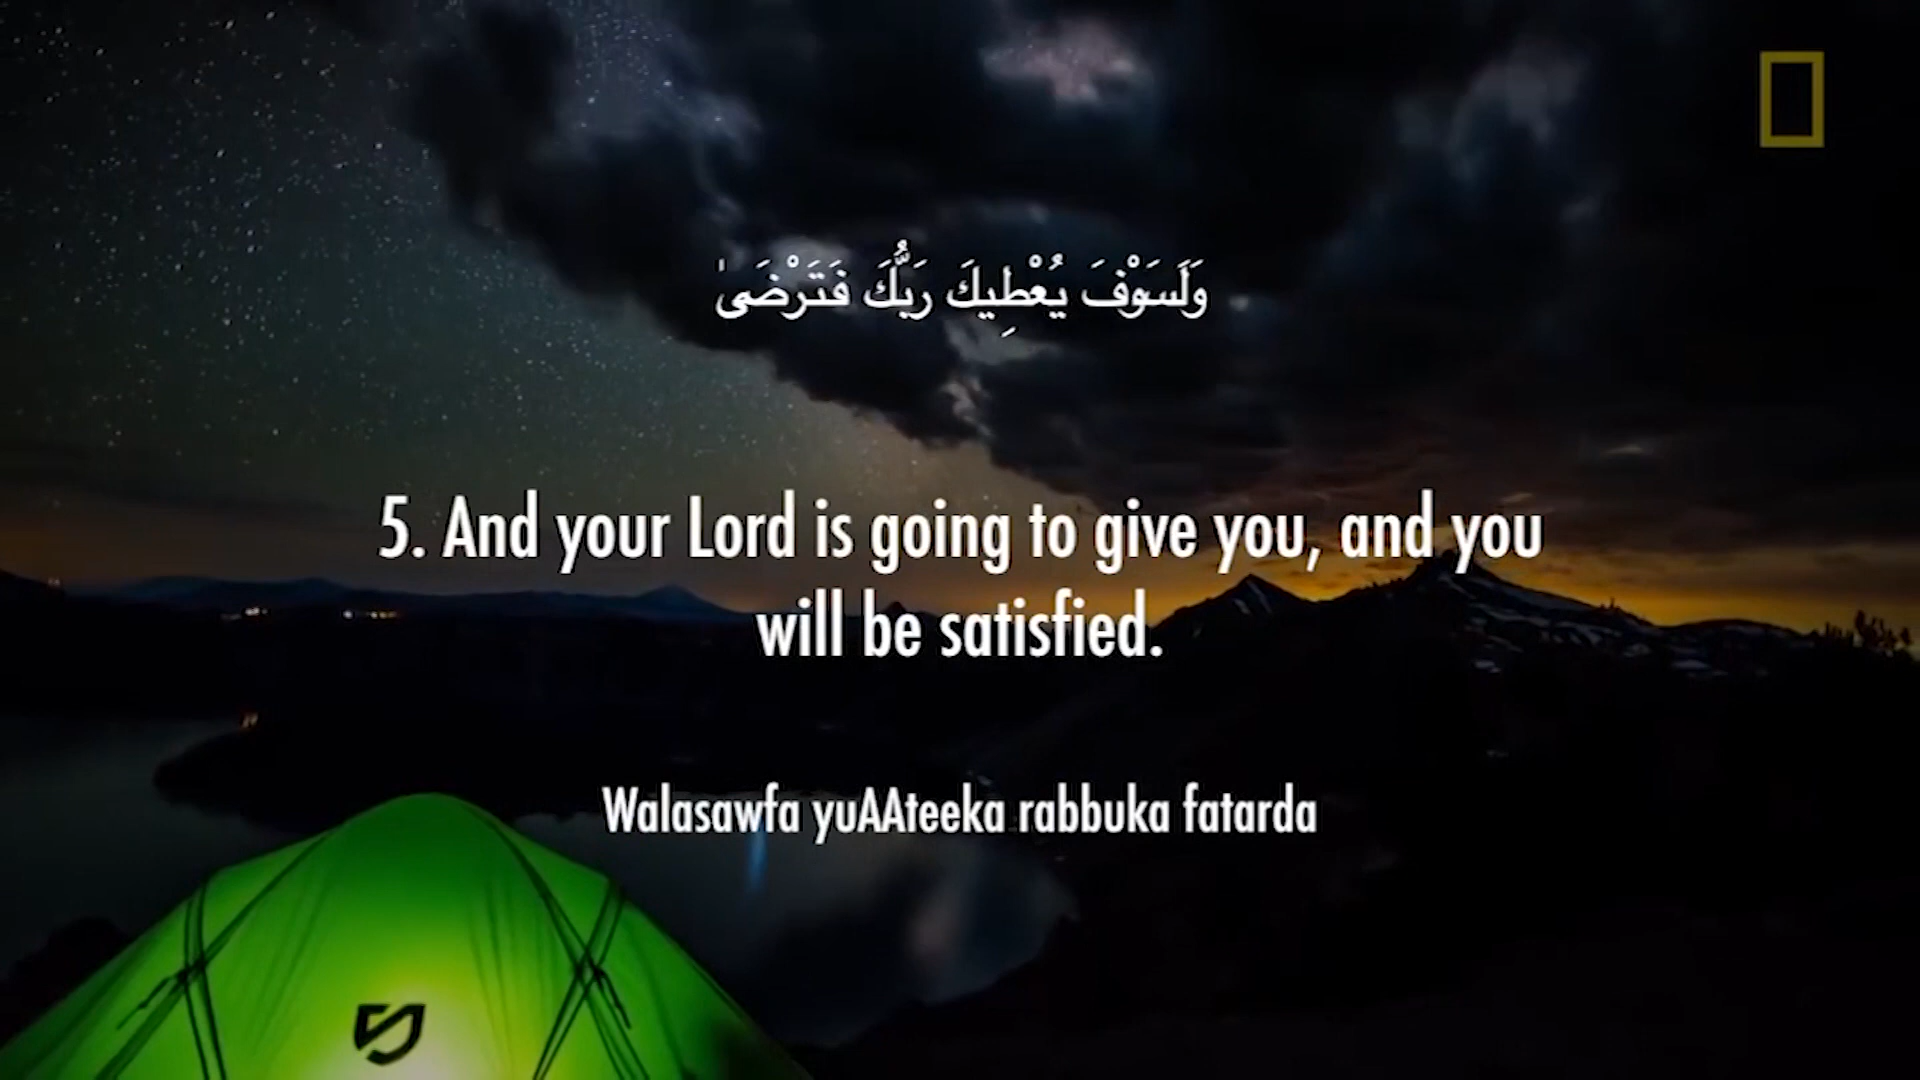 وَلَسَوْفَ يُعْطِيكَ رَبُّكَ فَتَرْضَىٰ
5. And your Lord is going to give you, and you
will be satisfied.
Walasawfa yuAAteeka rabbuka fatarda